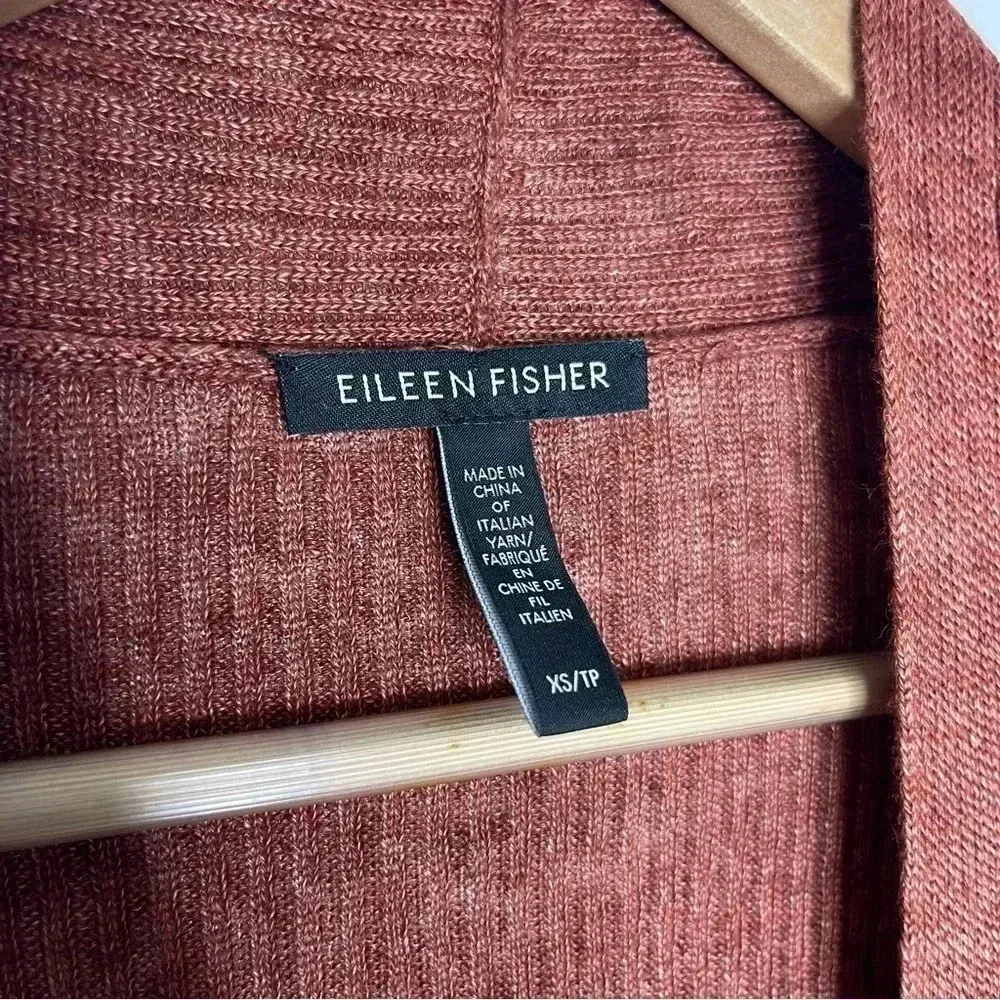 EILEEN FISHER
MADE IN
CHINA
OF
ITALIAN
YARN/
FABRIQUÉ
EN
CHINE DE
FIL
ITALIEN
XS/TP